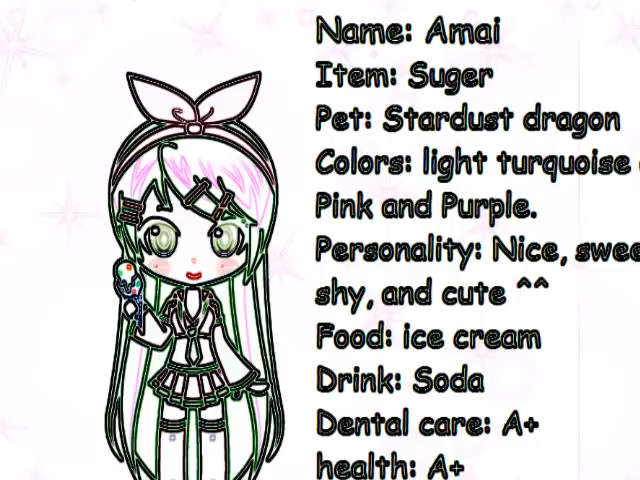 Name: Amai
Item: Suger
Pet: Stardust dragon
Colors: light turquoise
Pink and Purple.
Personality: Nice,
shy, and cute ^^
Food: ice cream
Drink: Soda
Dental care: A+
health: A+